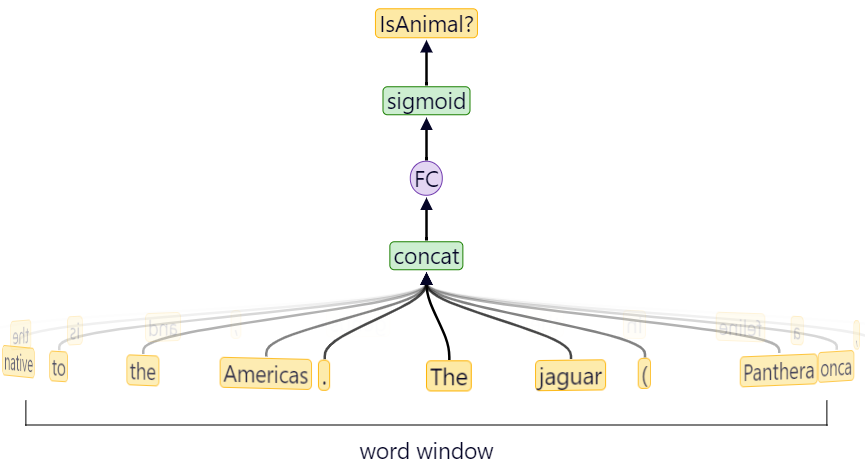 IsAnimal?
sigmoid
FC
concat
the is and , in feline a ,
native to the Americas . The jaguar ( Panthera onca
word window